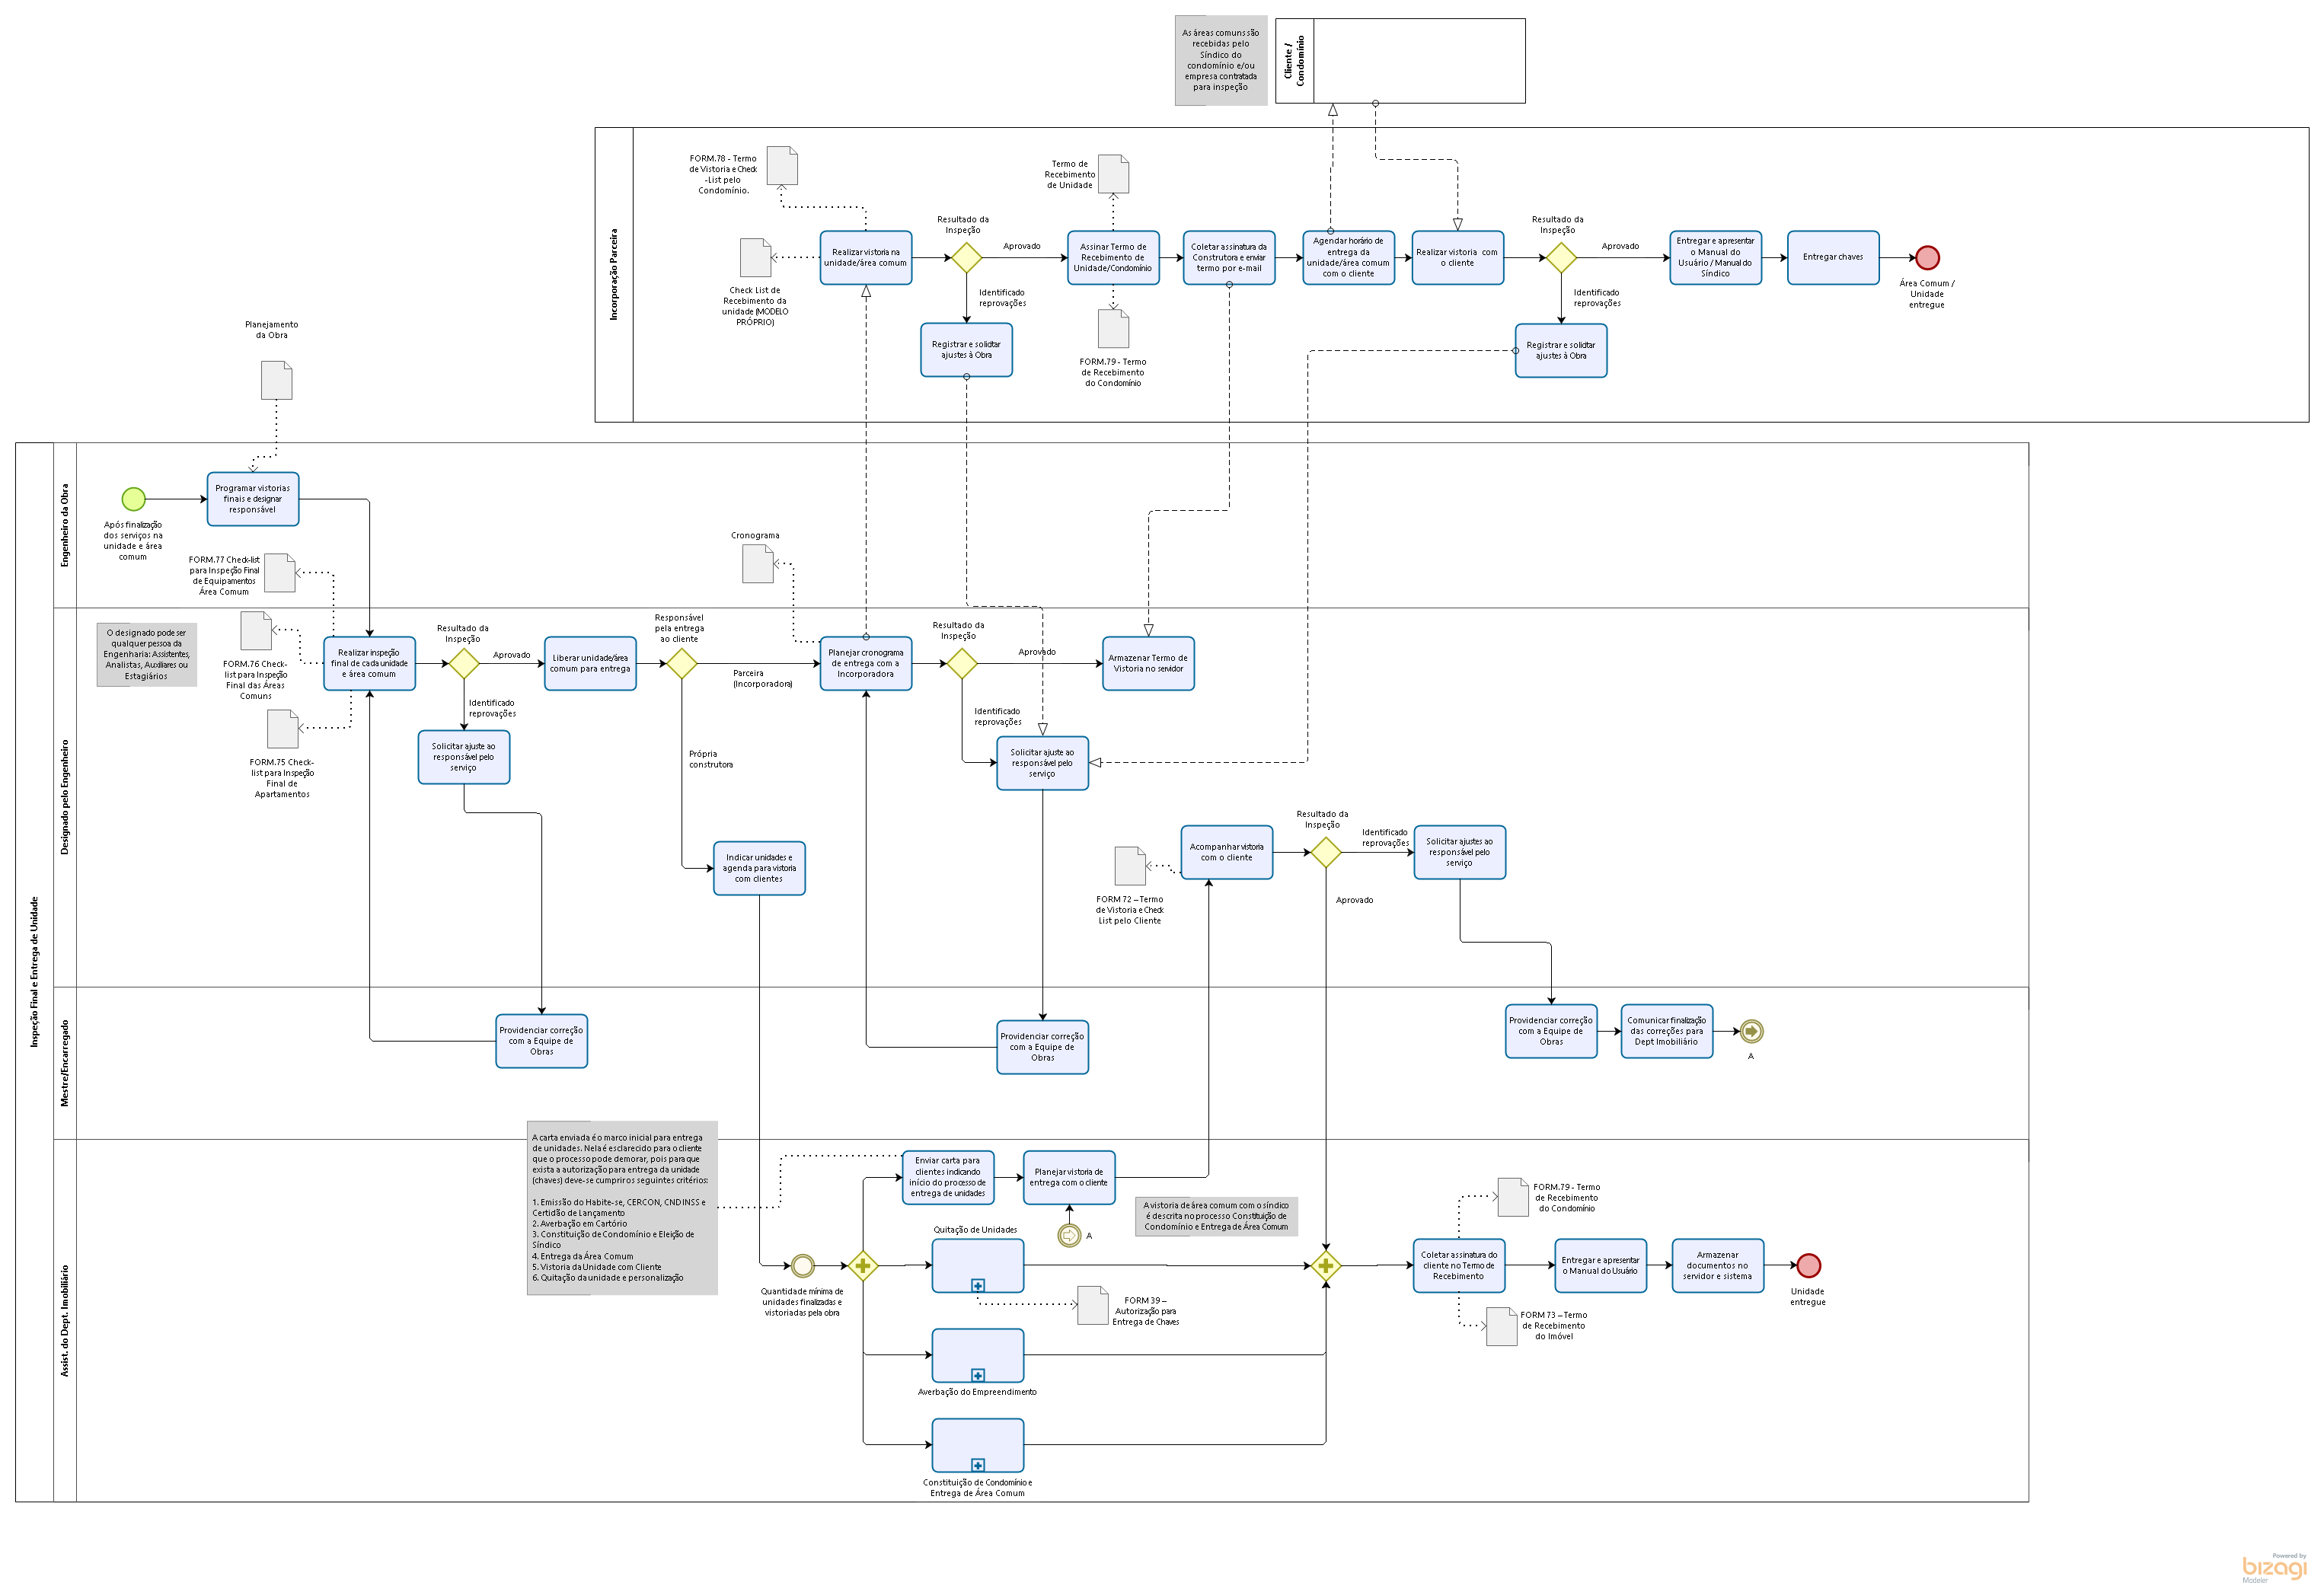 As áreas comuns são
recebidas pelo
Síndico do
condomínio e/ou
empresa contratada
para inspeção
Cliente /
Condomínio
Incorporação Parceira
FORM.78 - Termo
de Vistoria e Check
-List pelo
Condomínio.
Check List de
Recebimento da
unidade (MODELO
PRÓPRIO)
Realizar vistoria na
unidade/área comum
Resultado da
Inspeção
Aprovado
Identificado
reprovações
Registrar e solicitar
ajustes à Obra
Termo de
Recebimento
de Unidade
Assinar Termo de
Recebimento de
Unidade/Condomínio
FORM.79 - Termo
de Recebimento
do Condomínio
Coletar assinatura da
Construtora e enviar
termo por e-mail
Agendar horário de
entrega da
unidade/área comum
com o cliente
Realizar vistoria com
o cliente
Resultado da
Inspeção
Aprovado
Identificado
reprovações
Registrar e solicitar
ajustes à Obra
Entregar e apresentar
o Manual do
Usuário / Manual do
Síndico
Entregar chaves
Área Comum /
Unidade
entregue
Planejamento
da Obra
Inspeção Final e Entrega de Unidade
Engenheiro da Obra
Após finalização
dos serviços na
unidade e área
comum
Programar vistorias
finais e designar
responsável
FORM.77 Check-list
para Inspeção Final
de Equipamentos
Área Comum
Cronograma
Designado pelo Engenheiro
O designado pode ser
qualquer pessoa da
Engenharia: Assistentes,
Analistas, Auxiliares ou
Estagiários
FORM.76 Check-
list para Inspeção
Final das Áreas
Comuns
FORM.75 Check-
list para Inspeção
Final de
Apartamentos
Realizar inspeção
final de cada unidade
e área comum
Resultado da
Inspeção
Aprovado
Identificado
reprovações
Solicitar ajuste ao
responsável pelo
serviço
Liberar unidade/área
comum para entrega
Responsável
pela entrega
ao cliente
Parceira
(Incorporadora)
Própria
construtora
Indicar unidades e
agenda para vistoria
com clientes
Planejar cronograma
de entrega com a
Incorporadora
Resultado da
Inspeção
Aprovado
Identificado
reprovações
Solicitar ajuste ao
responsável pelo
serviço
Armazenar Termo de
Vistoria no servidor
FORM 72 – Termo
de Vistoria e Check
List pelo Cliente
Acompanhar vistoria
com o cliente
Resultado da
Inspeção
Identificado
reprovações
Aprovado
Solicitar ajustes ao
responsável pelo
serviço
Mestre/Encarregado
Providenciar correção
com a Equipe de
Obras
Providenciar correção
com a Equipe de
Obras
Providenciar correção
com a Equipe de
Obras
Comunicar finalização
das correções para
Dept Imobiliário
A
Assist. do Dept. Imobiliário
A carta enviada é o marco inicial para entrega
de unidades. Nela é esclarecido para o cliente
que o processo pode demorar, pois para que
exista a autorização para entrega da unidade
(chaves) deve-se cumprir os seguintes critérios:
1. Emissão do Habite-se, CERCON, CNDINSS e
Certidão de Lançamento
2. Averbação em Cartório
3. Constituição de Condomínio e Eleição de
Síndico
4. Entrega da Área Comum
5. Vistoria da Unidade com Cliente
6. Quitação da unidade e personalização
Quantidade mínima de
unidades finalizadas e
vistoriadas pela obra
Enviar carta para
clientes indicando
início do processo de
entrega de unidades
Planejar vistoria de
entrega com o cliente
A
A vistoria de área comum com o síndico
é descrita no processo Constituição de
Condomínio e Entrega de Área Comum
Quitação de Unidades
FORM 39 –
Autorização para
Entrega de Chaves
Averbação do Empreendimento
Constituição de Condomínio e
Entrega de Área Comum
FORM.79 - Termo
de Recebimento
do Condomínio
Coletar assinatura do
cliente no Termo de
Recebimento
FORM 73 – Termo
de Recebimento
do Imóvel
Entregar e apresentar
o Manual do Usuário
Armazenar
documentos no
servidor e sistema
Unidade
entregue
Powered by
bizagi
Modeler